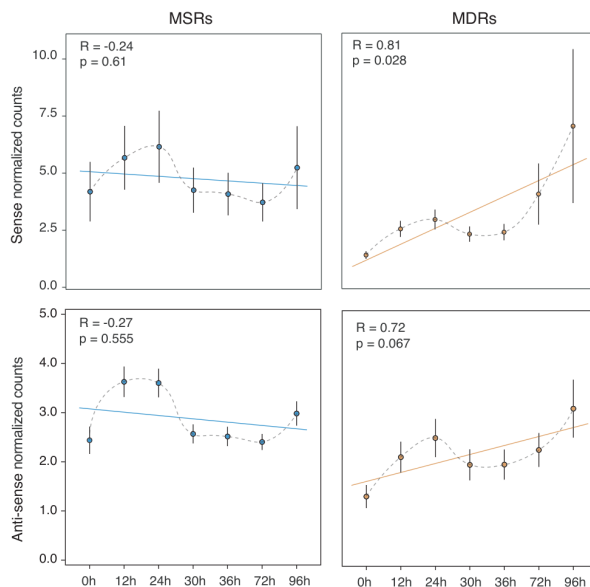 MSRs
MDRs
Sense normalized counts
10.0
7.5
5.0
2.5
0.0
R = -0.24
p = 0.61
R = 0.81
p = 0.028
Anti-sense normalized counts
5.0
4.0
3.0
2.0
1.0
0.0
R = -0.27
p = 0.555
R = 0.72
p = 0.067
0h 12h 24h 30h 36h 72h 96h
0h 12h 24h 30h 36h 72h 96h